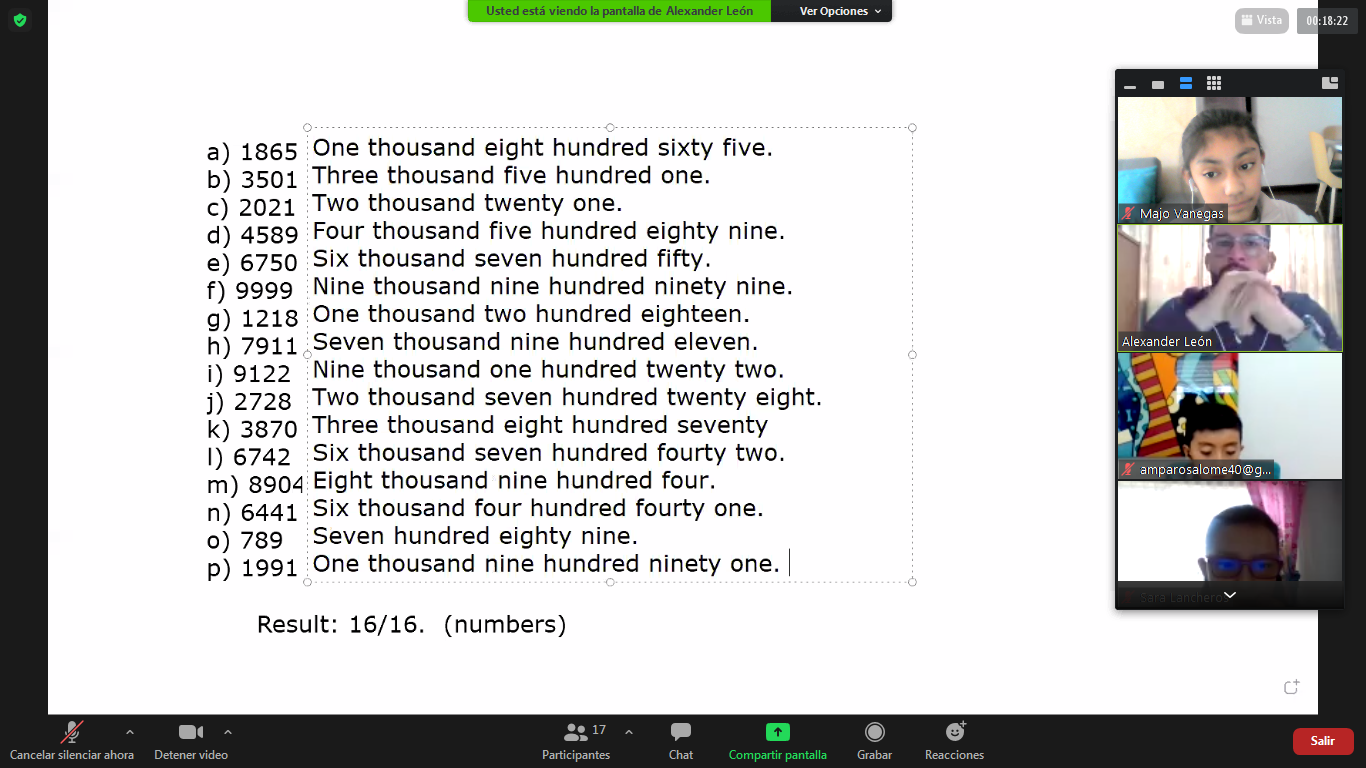 Usted está viendo la pantalla de Alexander León
Ver Opciones
Vista
00:18:22
a) 1865 One thousand eight hundred sixty five.
b) 3501 Three thousand five hundred one.
c) 2021 Two thousand twenty one.
d) 4589 Four thousand five hundred eighty nine.
e) 6750 Six thousand seven hundred fifty.
f) 9999 Nine thousand nine hundred ninety nine.
g) 1218 One thousand two hundred eighteen.
h) 7911 Seven thousand nine hundred eleven.
i) 9122 Nine thousand one hundred twenty two.
j) 2728 Two thousand seven hundred twenty eight.
k) 3870 Three thousand eight hundred seventy
l) 6742 Six thousand seven hundred fourty two.
m) 8904 Eight thousand nine hundred four.
n) 6441 Six thousand four hundred fourty one.
o) 789 Seven hundred eighty nine.
p) 1991 One thousand nine hundred ninety one.
Result: 16/16. (numbers)
Majo Vanegas
Alexander León
amparosalome40@g...
Zara Lanchero
Cancelar silenciar ahora
Detener video
Participantes
17
Chat
Compartir pantalla
Grabar
Reacciones
Salir